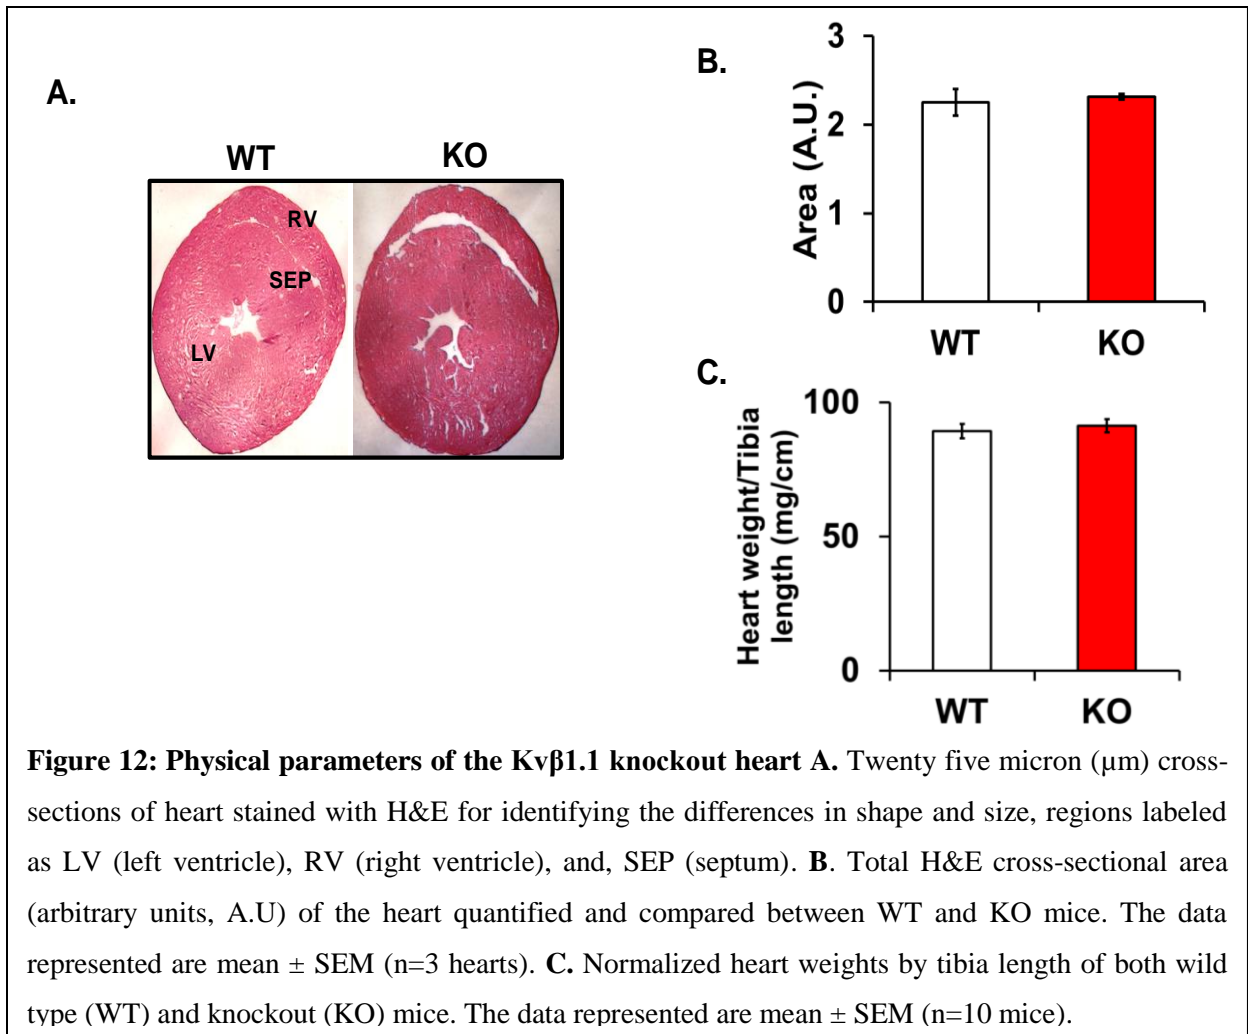 A.
WT KO
RV
SEP
LV
B.
Area (A.U.)
3
2
1
0
WT KO
C.
Heart weight/Tibia
length (mg/cm)
100
50
0
WT KO
Figure 12: Physical parameters of the Kvβ1.1 knockout heart A. Twenty five micron (µm) cross-
sections of heart stained with H&E for identifying the differences in shape and size, regions labeled
as LV (left ventricle), RV (right ventricle), and, SEP (septum). B. Total H&E cross-sectional area
(arbitrary units, A.U) of the heart quantified and compared between WT and KO mice. The data
represented are mean ± SEM (n=3 hearts). C. Normalized heart weights by tibia length of both wild
type (WT) and knockout (KO) mice. The data represented are mean ± SEM (n=10 mice).